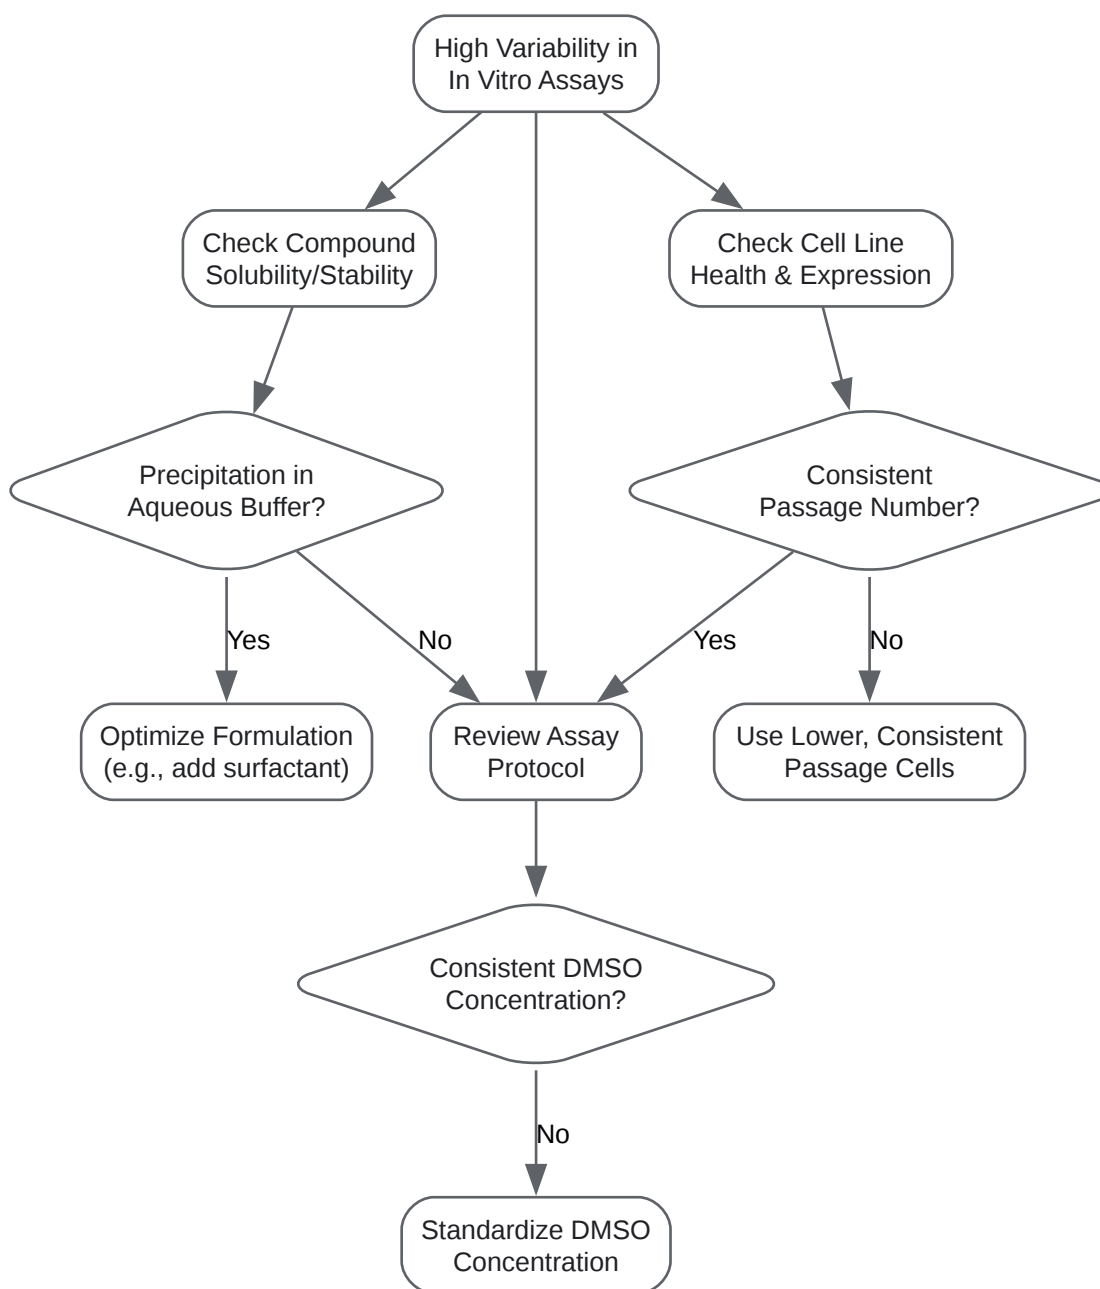 High Variability in
In Vitro Assays
Check Compound
Solubility/Stability
Check Cell Line
Health & Expression
Precipitation in
Aqueous Buffer?
Consistent
Passage Number?
Yes
No
Yes
No
Optimize Formulation
(e.g., add surfactant)
Review Assay
Protocol
Use Lower, Consistent
Passage Cells
Consistent DMSO
Concentration?
No
Standardize DMSO
Concentration